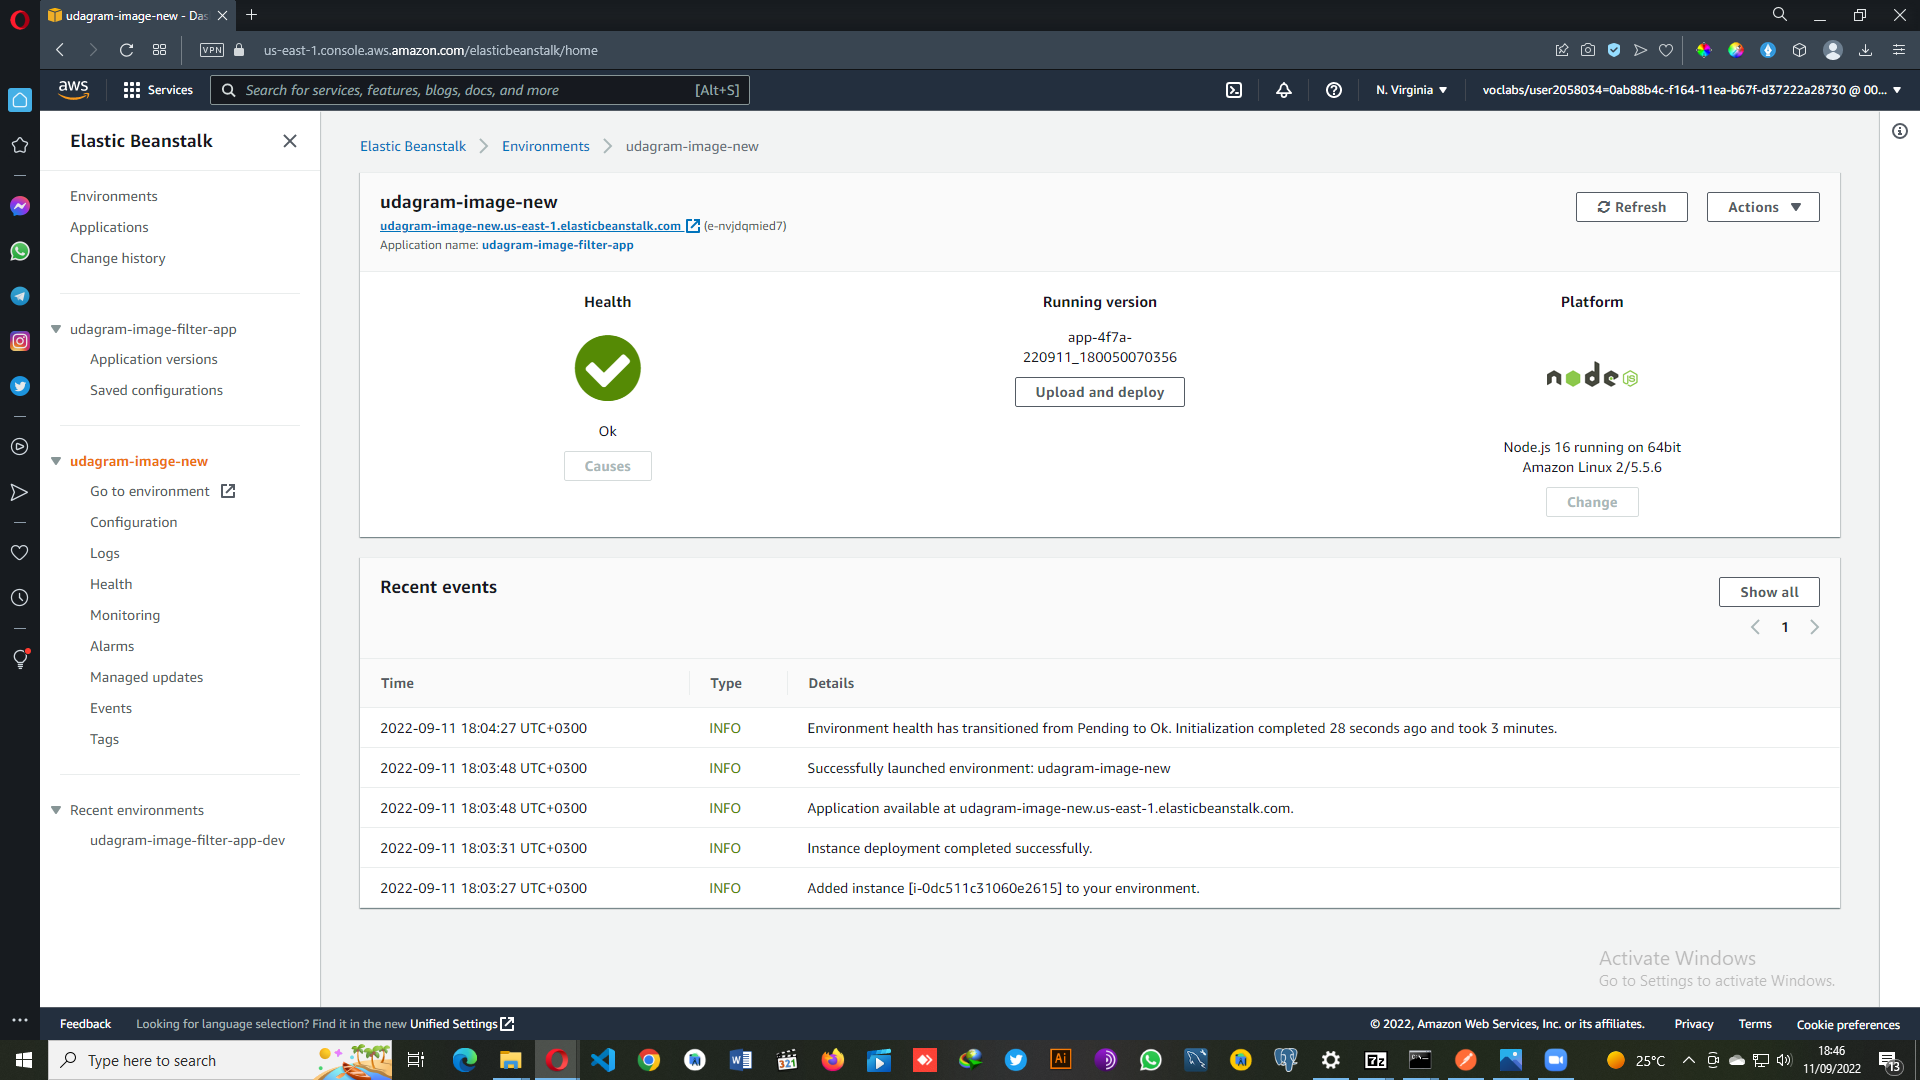 udagram-image-new - Das
VPN
us-east-1.console.aws.amazon.com/elasticbeanstalk/home
aws
Services
Search for services, features, blogs, docs, and more
[Alt+S]
N. Virginia
voclabs/user2058034=0ab88b4c-f164-11ea-b67f-d37222a28730 @ 00...
Elastic Beanstalk
Environments
Applications
Change history
udagram-image-filter-app
Application versions
Saved configurations
udagram-image-new
Go to environment
Configuration
Logs
Health
Monitoring
Alarms
Managed updates
Events
Tags
Recent environments
udagram-image-filter-app-dev
Elastic Beanstalk
Environments
udagram-image-new
udagram-image-new
udagram-image-new.us-east-1.elasticbeanstalk.com (e-nvjdqmied7)
Application name: udagram-image-filter-app
Refresh
Actions
Health
Ok
Causes
Running version
app-4f7a-
220911_180050070356
Upload and deploy
Platform
node JS
Node.js 16 running on 64bit
Amazon Linux 2/5.5.6
Change
Recent events
Show all
1
Time Type Details
2022-09-11 18:04:27 UTC+0300 INFO Environment health has transitioned from Pending to Ok. Initialization completed 28 seconds ago and took 3 minutes.
2022-09-11 18:03:48 UTC+0300 INFO Successfully launched environment: udagram-image-new
2022-09-11 18:03:48 UTC+0300 INFO Application available at udagram-image-new.us-east-1.elasticbeanstalk.com.
2022-09-11 18:03:31 UTC+0300 INFO Instance deployment completed successfully.
2022-09-11 18:03:27 UTC+0300 INFO Added instance [i-0dc511c31060e2615] to your environment.
Activate Windows
Go to Settings to activate Windows.
Feedback
Looking for language selection? Find it in the new Unified Settings
© 2022, Amazon Web Services, Inc. or its affiliates.
Privacy
Terms
Cookie preferences
Type here to search
W
321
Ai
7z
25°C
18:46
11/09/2022
13